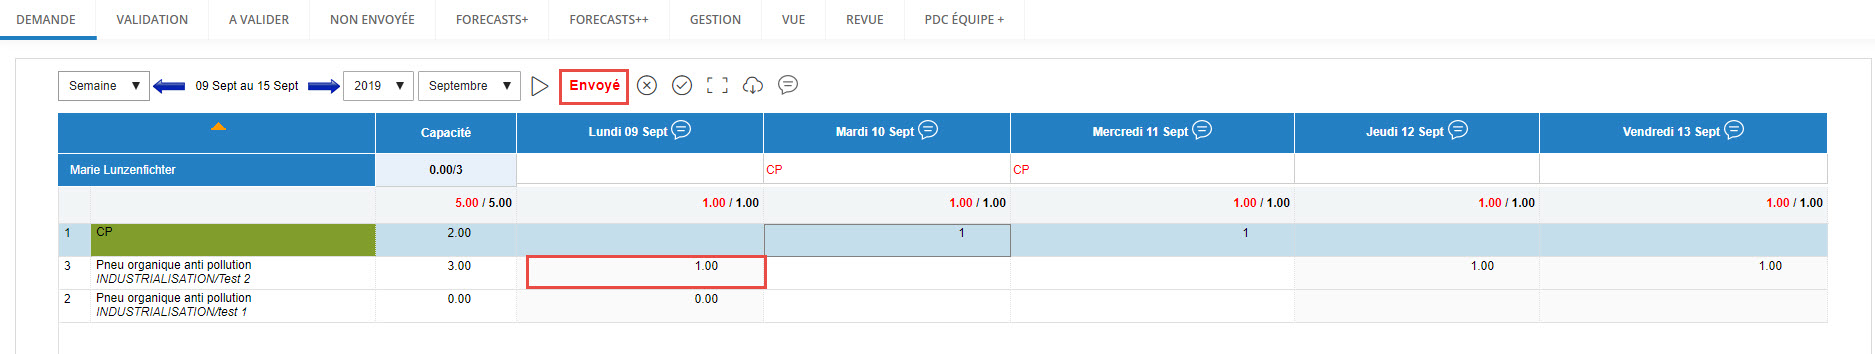 DEMANDE VALIDATION A VALIDER NON ENVOYÉE FORECASTS+ FORECASTS++ GESTION VUE REVUE PDC ÉQUIPE +
Semaine ▼ 09 Sept au 15 Sept 2019 ▼ Septembre ▼ Envoyé
Capacité Lundi 09 Sept Mardi 10 Sept Mercredi 11 Sept Jeudi 12 Sept Vendredi 13 Sept
Marie Lunzenfichter 0.00/3 CP CP
5.00 / 5.00 1.00 / 1.00 1.00 / 1.00 1.00 / 1.00 1.00 / 1.00 1.00 / 1.00
1 CP 2.00 1 1
3 Pneu organique anti pollution 3.00 1.00 1.00 1.00
INDUSTRIALISATION/Test 2
2 Pneu organique anti pollution 0.00 0.00
INDUSTRIALISATION/test 1